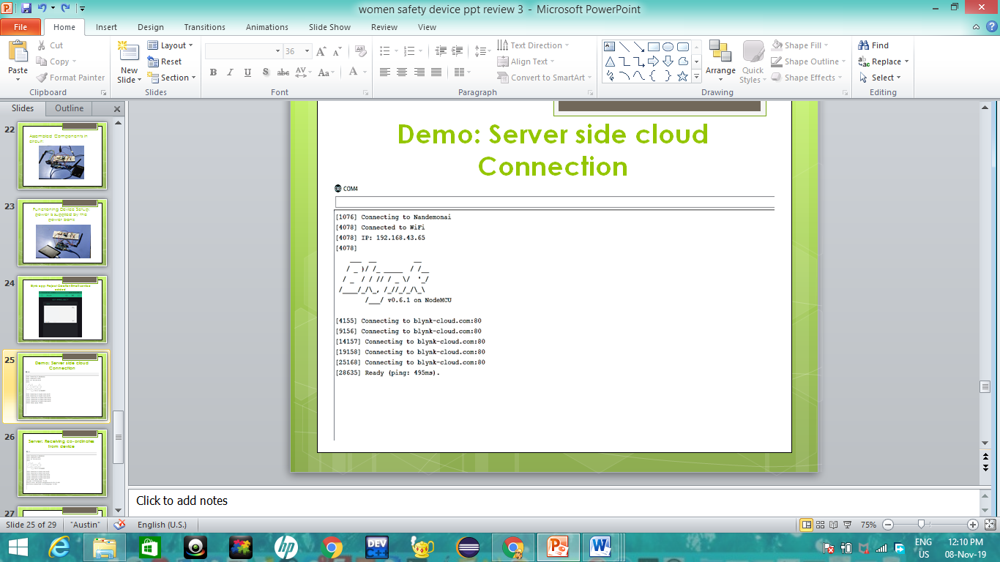 women safety device ppt review 3 - Microsoft PowerPoint
File Home Insert Design Transitions Animations Slide Show Review View
Paste
Cut
Copy
Format Painter
Clipboard
New Slide
Layout
Reset
Section
Slides
36
B I U S abc AV Aa A
Font
Text Direction
Align Text
Convert to SmartArt
Paragraph
Arrange
Quick Styles
Shape Fill
Shape Outline
Shape Effects
Drawing
Find
Replace
Select
Editing
Slides Outline
22
Assembled Components in circuit
23
Functioning Device Setup: power is supplied by the power bank
24
25
Demo: Server side cloud
Connection
26
Server: Receiving co-ordinates
from device
27
Demo: Server side cloud
Connection
COM4
[1076] Connecting to Nandemonai
[4078] Connected to WiFi
[4078] IP: 192.168.43.65
[4078]
    ___  __          __
   / _ )/ /_ _____  / /__
  / _  / / // / _ \/  '_/
 /____/_/\_, /_//_/_/\_\
        /___/ v0.6.1 on NodeMCU
[4155] Connecting to blynk-cloud.com:80
[9156] Connecting to blynk-cloud.com:80
[14157] Connecting to blynk-cloud.com:80
[19158] Connecting to blynk-cloud.com:80
[25168] Connecting to blynk-cloud.com:80
[28635] Ready (ping: 495ms).
Click to add notes
Slide 25 of 29 "Austin" English (U.S.) 75%
hp DEV C++
ENG 12:10 PM
US 08-Nov-19